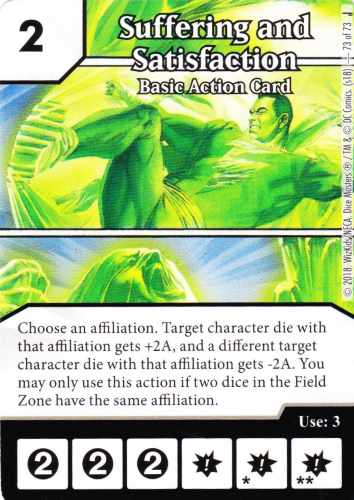 2
Suffering and
Satisfaction
Basic Action Card
© 2018 WizKids/NECA. Dice Masters ® / TM & © DC Comics. (s18) 73 of 73
Choose an affiliation. Target character die with
that affiliation gets +2A, and a different target
character die with that affiliation gets -2A. You
may only use this action if two dice in the Field
Zone have the same affiliation.
Use: 3
2 2 2 ! ! !
* **